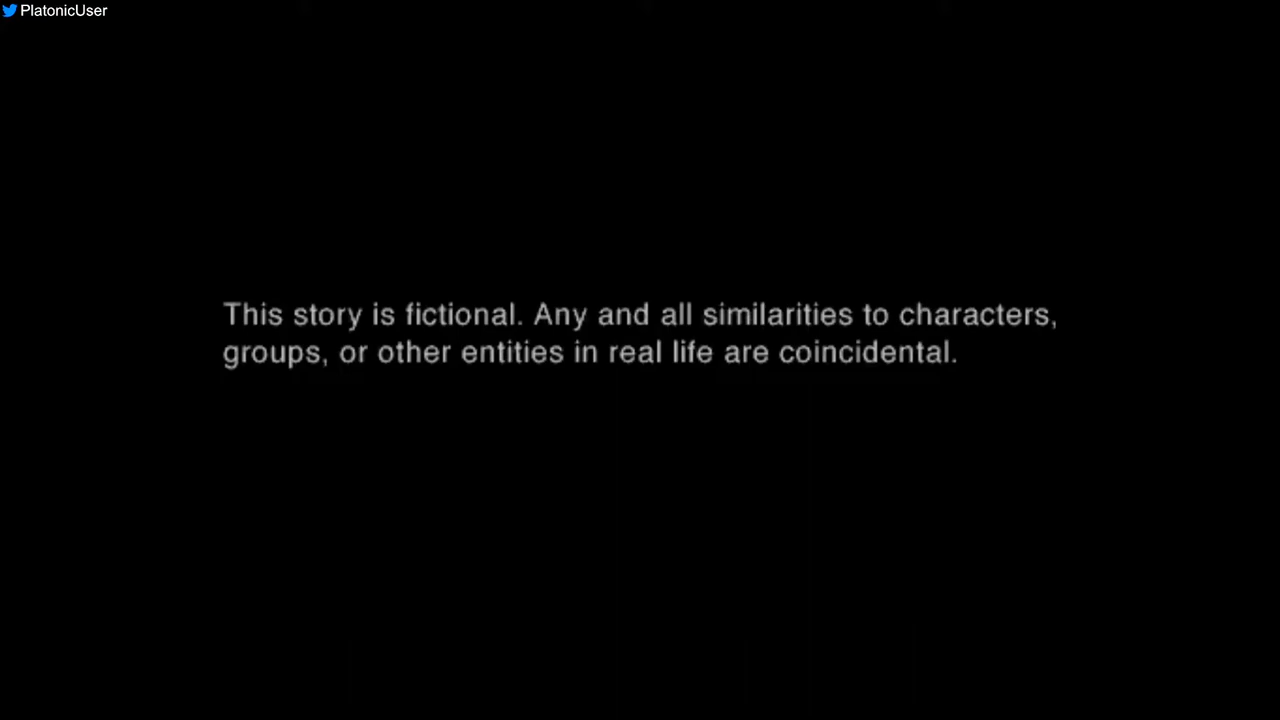 PlatonicUser
This story is fictional. Any and all similarities to characters,
groups, or other entities in real life are coincidental.